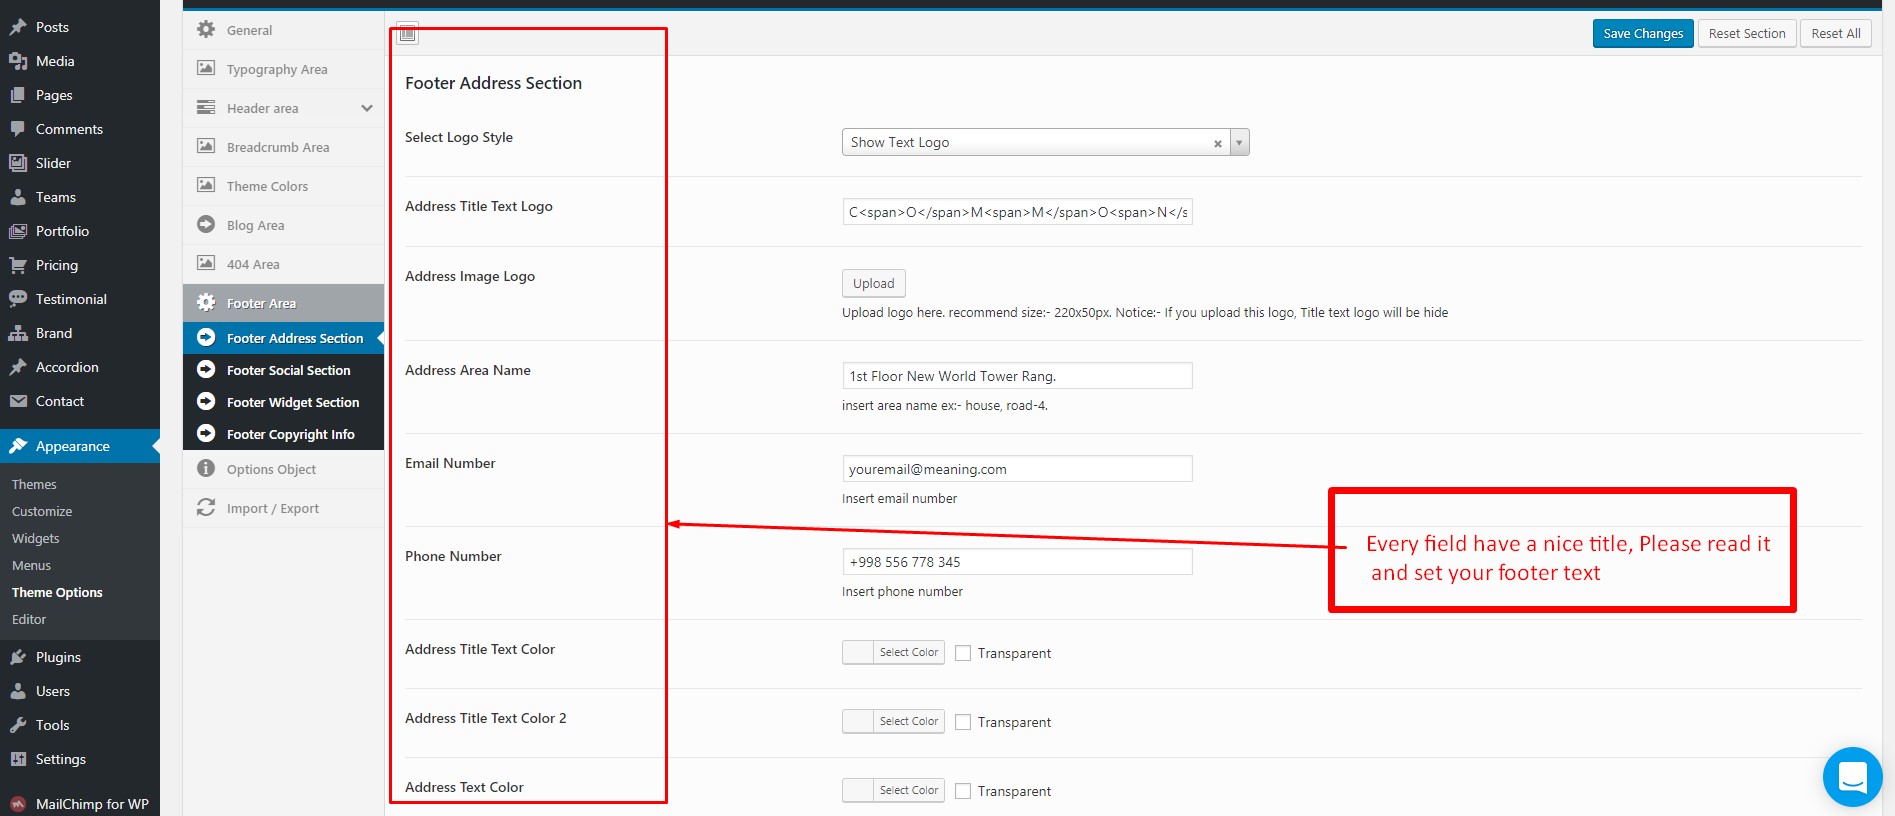 Posts
Media
Pages
Comments
Slider
Teams
Portfolio
Pricing
Testimonial
Brand
Accordion
Contact
Appearance
Themes
Customize
Widgets
Menus
Theme Options
Editor
Plugins
Users
Tools
Settings
MailChimp for WP
General
Typography Area
Header area
Breadcrumb Area
Theme Colors
Blog Area
404 Area
Footer Area
Footer Address Section
Footer Social Section
Footer Widget Section
Footer Copyright Info
Options Object
Import / Export
Save Changes Reset Section Reset All
Footer Address Section
Select Logo Style
Show Text Logo
Address Title Text Logo
C<span>O</span>M<span>M</span>O<span>N</s
Address Image Logo
Upload
Upload logo here. recommend size:- 220x50px. Notice:- If you upload this logo, Title text logo will be hide
Address Area Name
1st Floor New World Tower Rang.
insert area name ex:- house, road-4.
Email Number
youremail@meaning.com
Insert email number
Phone Number
+998 556 778 345
Insert phone number
Address Title Text Color
Select Color Transparent
Address Title Text Color 2
Select Color Transparent
Address Text Color
Select Color Transparent
Every field have a nice title, Please read it
and set your footer text